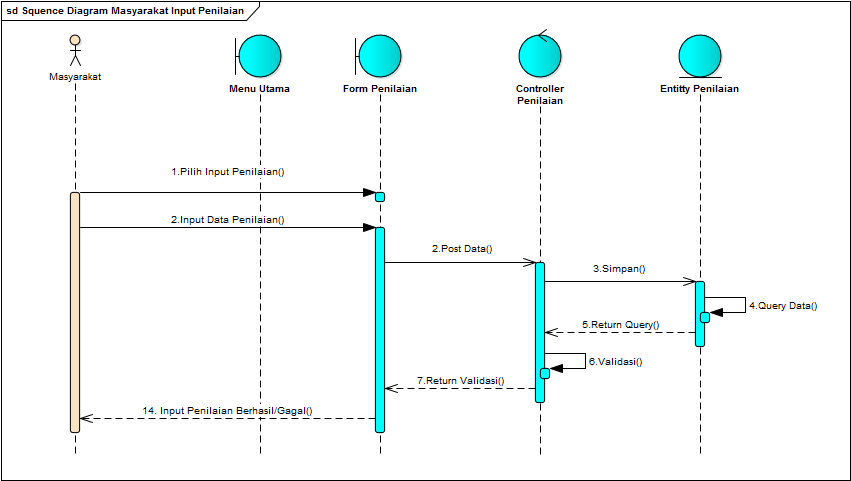 sd Squence Diagram Masyarakat Input Penilaian
Masyarakat
Menu Utama
Form Penilaian
Controller
Penilaian
Entitty Penilaian
1.Pilih Input Penilaian()
2.Input Data Penilaian()
2.Post Data()
3.Simpan()
4.Query Data()
5.Return Query()
6.Validasi()
7.Return Validasi()
14. Input Penilaian Berhasil/Gagal()